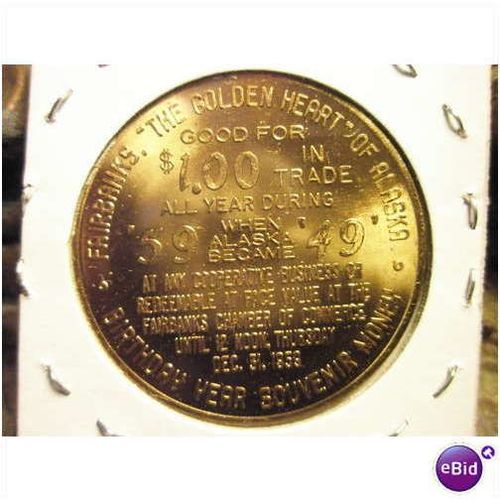 FAIRBANKS, "THE GOLDEN HEART" OF ALASKA
GOOD FOR
$1.00 IN TRADE
ALL YEAR DURING
"59" WHEN ALASKA BECAME "49"
AT ANY COOPERATIVE BUSINESS OR
REDEEMABLE AT FACE VALUE AT THE
FAIRBANKS CHAMBER OF COMMERCE
UNTIL 12 NOON, THURSDAY
DEC. 31, 1959
BIRTHDAY YEAR SOUVENIR MONEY
eBid